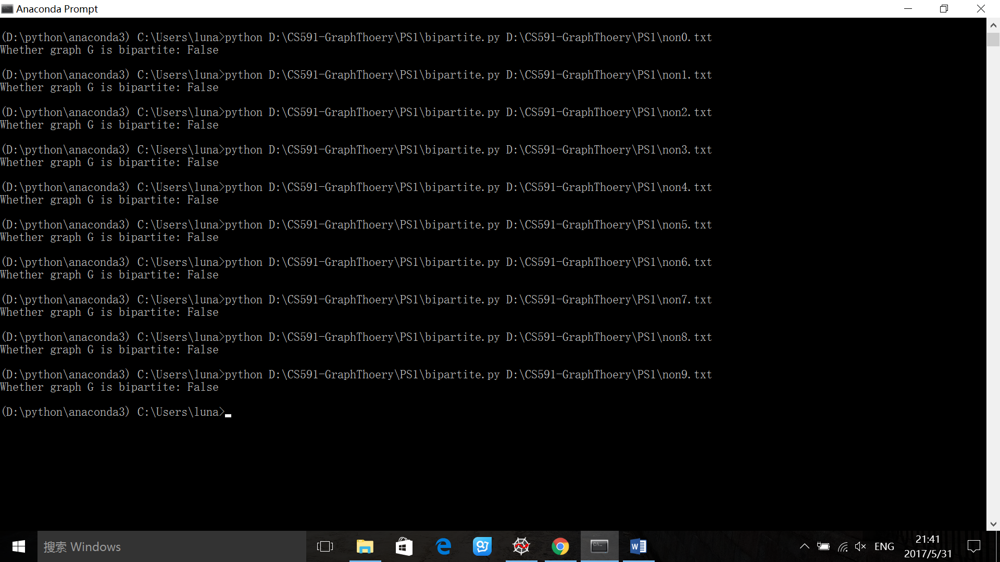 Anaconda Prompt
(D:\python\anaconda3) C:\Users\luna>python D:\CS591-GraphThoery\PS1\bipartite.py D:\CS591-GraphThoery\PS1\non0.txt
Whether graph G is bipartite: False
(D:\python\anaconda3) C:\Users\luna>python D:\CS591-GraphThoery\PS1\bipartite.py D:\CS591-GraphThoery\PS1\non1.txt
Whether graph G is bipartite: False
(D:\python\anaconda3) C:\Users\luna>python D:\CS591-GraphThoery\PS1\bipartite.py D:\CS591-GraphThoery\PS1\non2.txt
Whether graph G is bipartite: False
(D:\python\anaconda3) C:\Users\luna>python D:\CS591-GraphThoery\PS1\bipartite.py D:\CS591-GraphThoery\PS1\non3.txt
Whether graph G is bipartite: False
(D:\python\anaconda3) C:\Users\luna>python D:\CS591-GraphThoery\PS1\bipartite.py D:\CS591-GraphThoery\PS1\non4.txt
Whether graph G is bipartite: False
(D:\python\anaconda3) C:\Users\luna>python D:\CS591-GraphThoery\PS1\bipartite.py D:\CS591-GraphThoery\PS1\non5.txt
Whether graph G is bipartite: False
(D:\python\anaconda3) C:\Users\luna>python D:\CS591-GraphThoery\PS1\bipartite.py D:\CS591-GraphThoery\PS1\non6.txt
Whether graph G is bipartite: False
(D:\python\anaconda3) C:\Users\luna>python D:\CS591-GraphThoery\PS1\bipartite.py D:\CS591-GraphThoery\PS1\non7.txt
Whether graph G is bipartite: False
(D:\python\anaconda3) C:\Users\luna>python D:\CS591-GraphThoery\PS1\bipartite.py D:\CS591-GraphThoery\PS1\non8.txt
Whether graph G is bipartite: False
(D:\python\anaconda3) C:\Users\luna>python D:\CS591-GraphThoery\PS1\bipartite.py D:\CS591-GraphThoery\PS1\non9.txt
Whether graph G is bipartite: False
(D:\python\anaconda3) C:\Users\luna>
搜索 Windows
ENG
21:41
2017/5/31